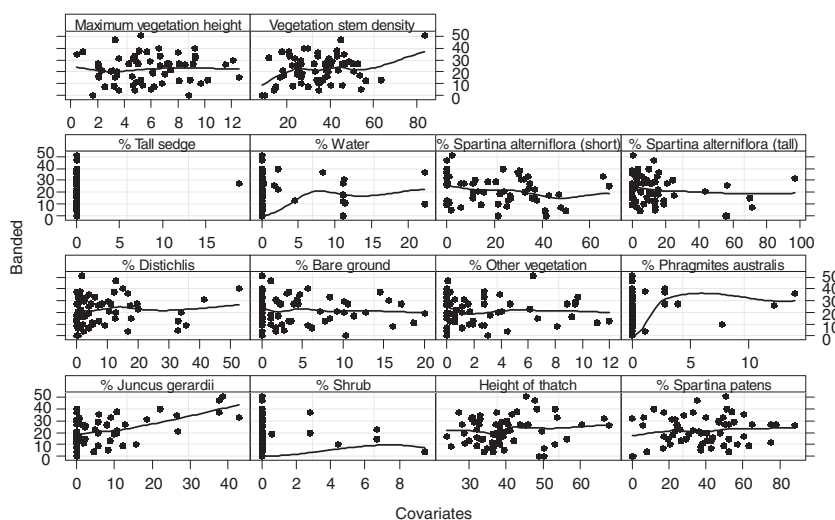 Maximum vegetation height Vegetation stem density
50
40
30
20
10
0
0 2 4 6 8 10 12 20 40 60 80
% Tall sedge % Water % Spartina alterniflora (short) % Spartina alterniflora (tall)
50
40
30
20
10
0
0 5 10 15 0 5 10 15 20 0 20 40 60 0 20 40 60 80 100
% Distichlis % Bare ground % Other vegetation % Phragmites australis
50
40
30
20
10
0
0 10 20 30 40 50 0 5 10 15 20 0 2 4 6 8 10 12 0 5 10
% Juncus gerardii % Shrub Height of thatch % Spartina patens
50
40
30
20
10
0
0 10 20 30 40 0 2 4 6 8 30 40 50 60 0 20 40 60 80
Banded
Covariates